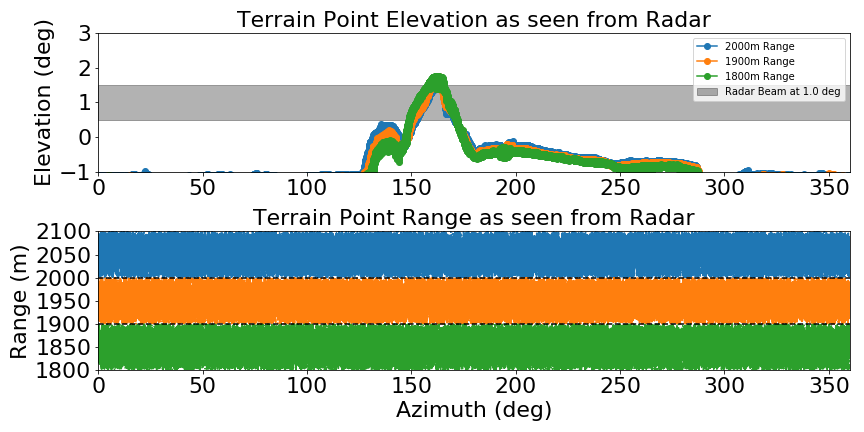 Terrain Point Elevation as seen from Radar
Elevation (deg)
3
2
1
0
−1
2000m Range
1900m Range
1800m Range
Radar Beam at 1.0 deg
0 50 100 150 200 250 300 350
Terrain Point Range as seen from Radar
Range (m)
2100
2050
2000
1950
1900
1850
1800
0 50 100 150 200 250 300 350
Azimuth (deg)